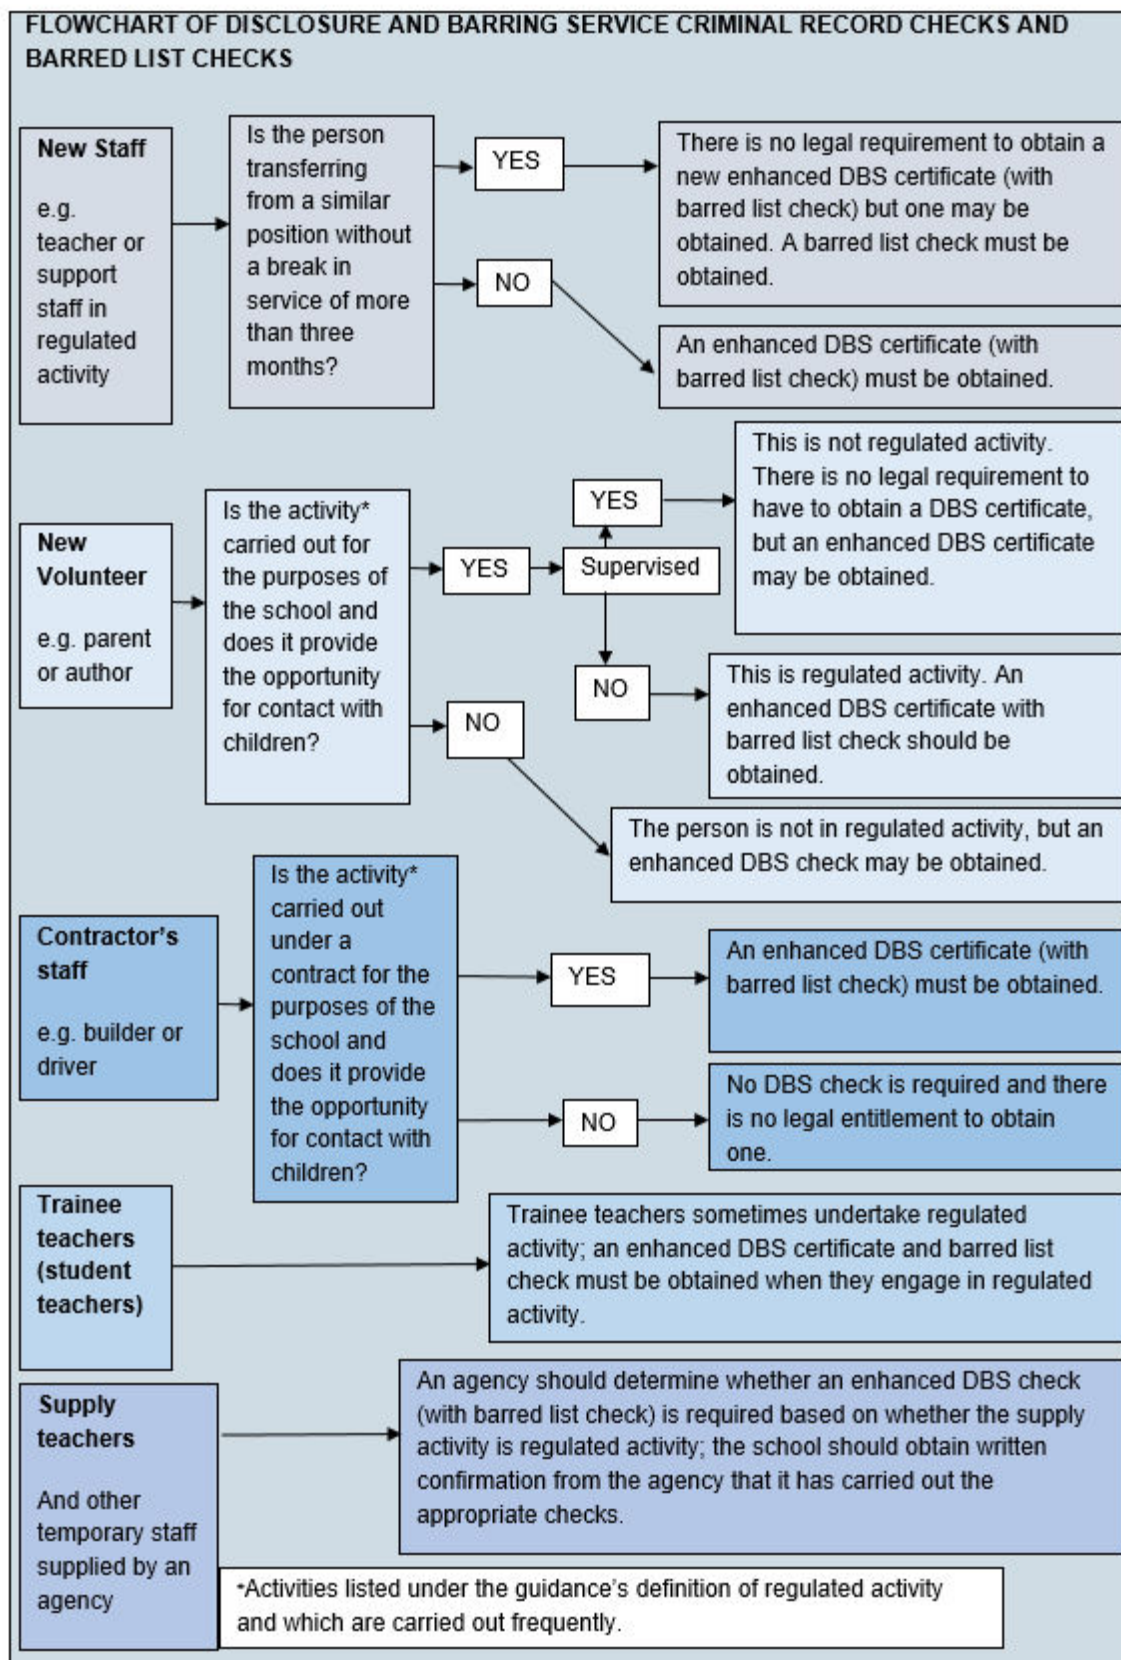 FLOWCHART OF DISCLOSURE AND BARRING SERVICE CRIMINAL RECORD CHECKS AND
BARRED LIST CHECKS
New Staff
e.g.
teacher or
support
staff in
regulated
activity
Is the person
transferring
from a similar
position without
a break in
service of more
than three
months?
YES
There is no legal requirement to obtain a
new enhanced DBS certificate (with
barred list check) but one may be
obtained. A barred list check must be
obtained.
NO
An enhanced DBS certificate (with
barred list check) must be obtained.
New
Volunteer
e.g. parent
or author
Is the activity*
carried out for
the purposes of
the school and
does it provide
the opportunity
for contact with
children?
YES
Supervised
YES
This is not regulated activity.
There is no legal requirement to
have to obtain a DBS certificate,
but an enhanced DBS certificate
may be obtained.
NO
This is regulated activity. An
enhanced DBS certificate with
barred list check should be
obtained.
NO
The person is not in regulated activity, but an
enhanced DBS check may be obtained.
Contractor's
staff
e.g. builder or
driver
Is the activity*
carried out
under a
contract for the
purposes of the
school and
does it provide
the opportunity
for contact with
children?
YES
An enhanced DBS certificate (with
barred list check) must be obtained.
NO
No DBS check is required and there
is no legal entitlement to obtain
one.
Trainee
teachers
(student
teachers)
Trainee teachers sometimes undertake regulated
activity; an enhanced DBS certificate and barred list
check must be obtained when they engage in regulated
activity.
Supply
teachers
And other
temporary staff
supplied by an
agency
An agency should determine whether an enhanced DBS check
(with barred list check) is required based on whether the supply
activity is regulated activity; the school should obtain written
confirmation from the agency that it has carried out the
appropriate checks.
*Activities listed under the guidance's definition of regulated activity
and which are carried out frequently.